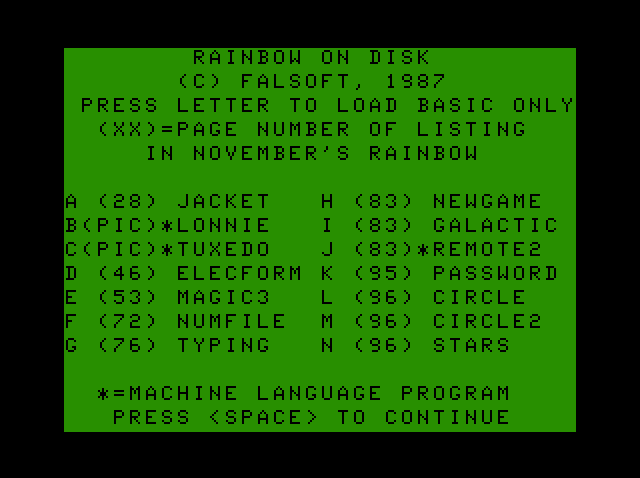 RAINBOW ON DISK
(C) FALSOFT, 1987
PRESS LETTER TO LOAD BASIC ONLY
(XX)=PAGE NUMBER OF LISTING
IN NOVEMBER'S RAINBOW
A (28) JACKET H (83) NEWGAME
B(PIC)*LONNIE I (83) GALACTIC
C(PIC)*TUXEDO J (83)*REMOTE2
D (46) ELECFORM K (95) PASSWORD
E (53) MAGIC3 L (96) CIRCLE
F (72) NUMFILE M (96) CIRCLE2
G (76) TYPING N (96) STARS
*=MACHINE LANGUAGE PROGRAM
PRESS <SPACE> TO CONTINUE